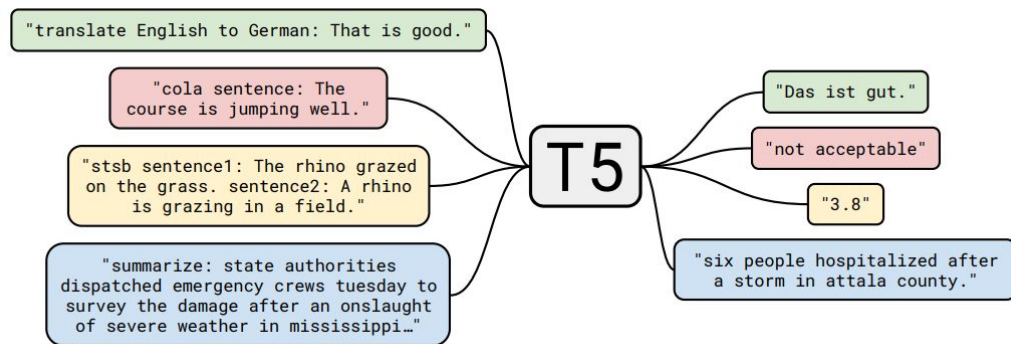 "translate English to German: That is good."
"cola sentence: The
course is jumping well."
"stsb sentence1: The rhino grazed
on the grass. sentence2: A rhino
is grazing in a field."
"summarize: state authorities
dispatched emergency crews tuesday to
survey the damage after an onslaught
of severe weather in mississippi…"
T5
"Das ist gut."
"not acceptable"
"3.8"
"six people hospitalized after
a storm in attala county."